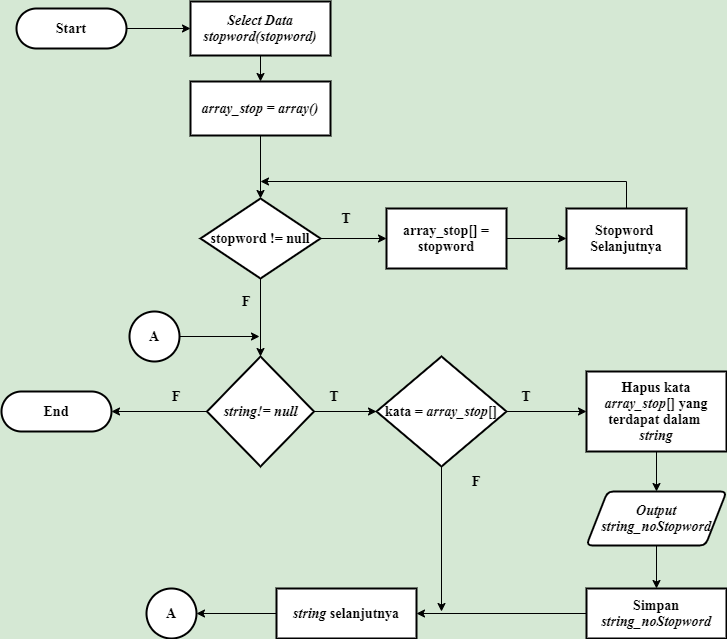 Start
Select Data
stopword(stopword)
array_stop = array()
stopword != null
T
array_stop[] =
stopword
Stopword
Selanjutnya
F
A
End
F
string!= null
T
kata = array_stop[]
T
Hapus kata
array_stop[] yang
terdapat dalam
string
F
Output
string_noStopword
A
string selanjutnya
Simpan
string_noStopword